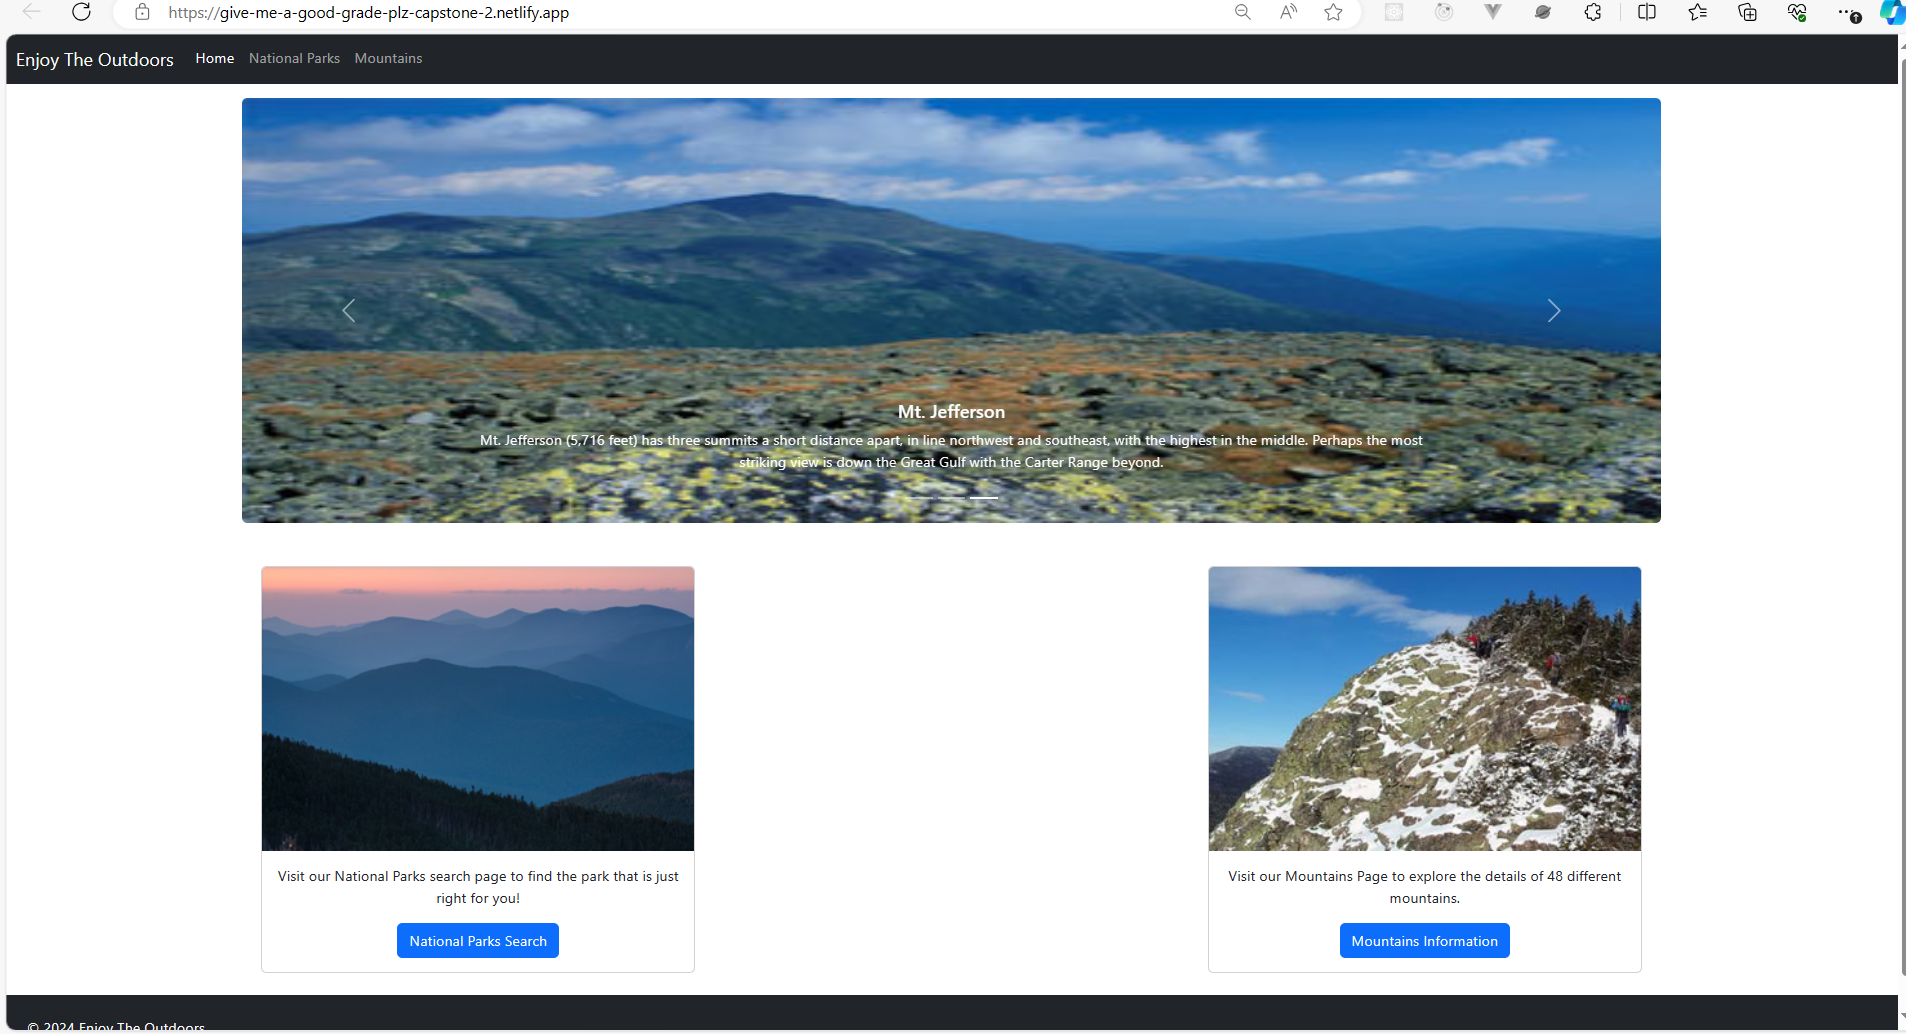 https://give-me-a-good-grade-plz-capstone-2.netlify.app
Enjoy The Outdoors Home National Parks Mountains
Mt. Jefferson
Mt. Jefferson (5,716 feet) has three summits a short distance apart, in line northwest and southeast, with the highest in the middle. Perhaps the most
striking view is down the Great Gulf with the Carter Range beyond.
Visit our National Parks search page to find the park that is just
right for you!
National Parks Search
Visit our Mountains Page to explore the details of 48 different
mountains.
Mountains Information
© 2024 Enjoy The Outdoors